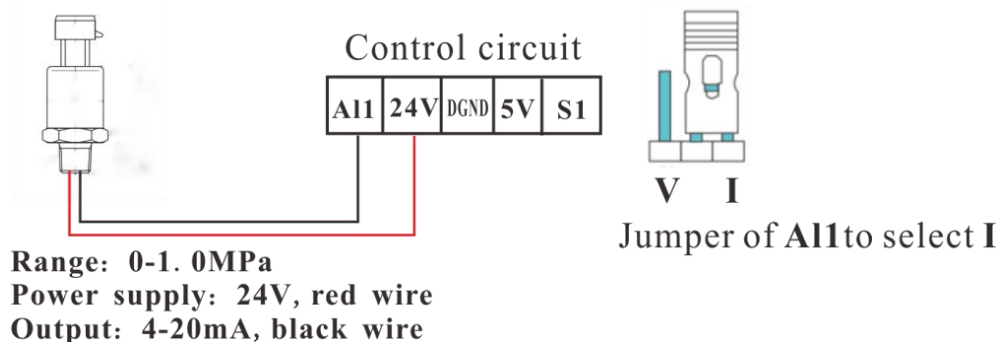 Control circuit
AI1 24V DGND 5V S1
V I
Jumper of AI1to select I
Range: 0-1. 0MPa
Power supply: 24V, red wire
Output: 4-20mA, black wire